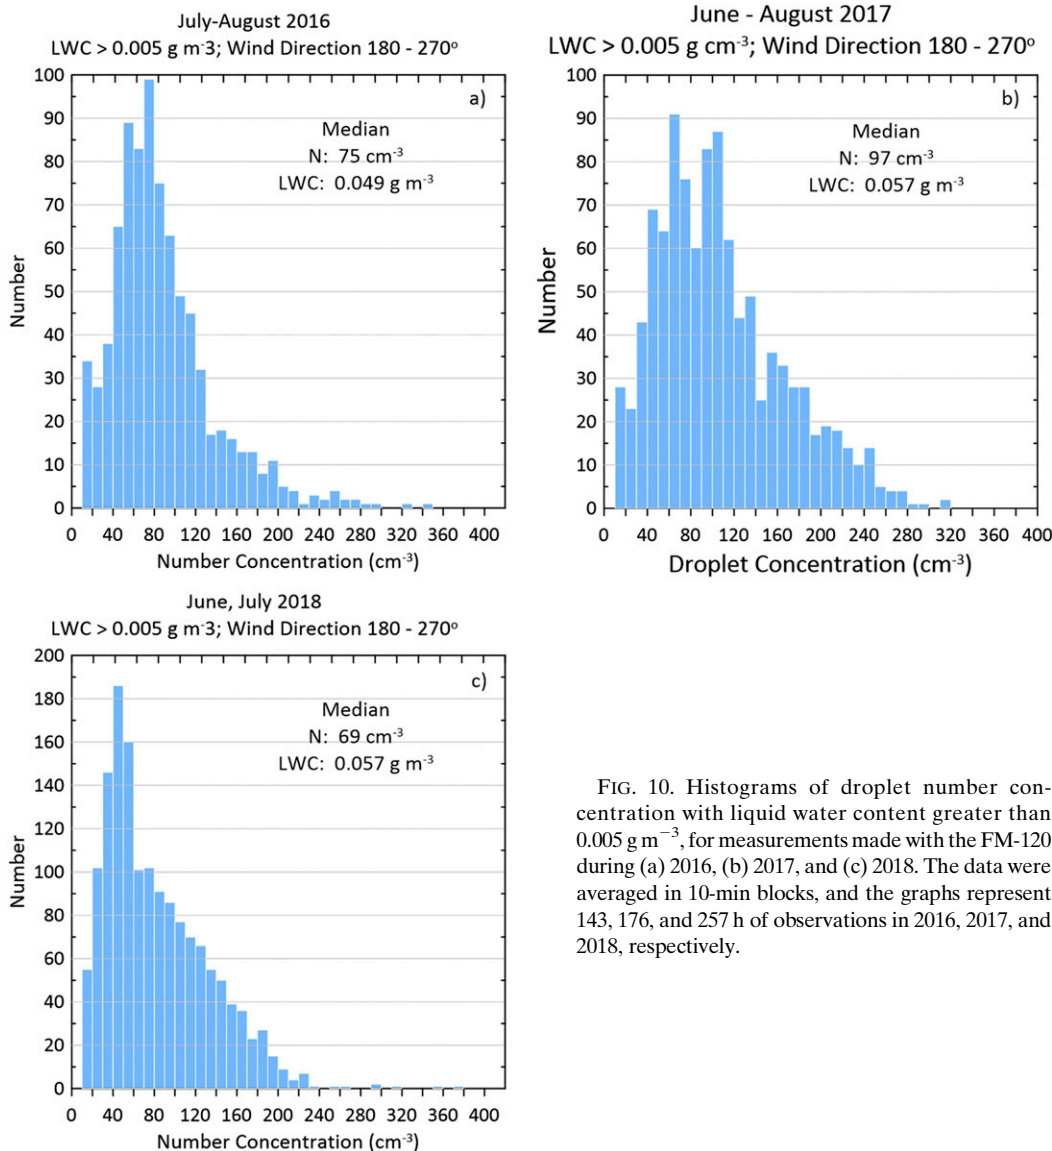 July-August 2016
LWC > 0.005 g m-3; Wind Direction 180 - 270º
a)
Median
N: 75 cm-3
LWC: 0.049 g m-3
100
90
80
70
60
50
40
30
20
10
0
Number
0 40 80 120 160 200 240 280 320 360 400
Number Concentration (cm-3)
June - August 2017
LWC > 0.005 g cm-3; Wind Direction 180 - 270º
b)
Median
N: 97 cm-3
LWC: 0.057 g m-3
100
90
80
70
60
50
40
30
20
10
0
Number
0 40 80 120 160 200 240 280 320 360 400
Droplet Concentration (cm-3)
June, July 2018
LWC > 0.005 g m-3; Wind Direction 180 - 270º
c)
Median
N: 69 cm-3
LWC: 0.057 g m-3
200
180
160
140
120
100
80
60
40
20
0
Number
0 40 80 120 160 200 240 280 320 360 400
Number Concentration (cm-3)
FIG. 10. Histograms of droplet number con-
centration with liquid water content greater than
0.005 g m−3, for measurements made with the FM-120
during (a) 2016, (b) 2017, and (c) 2018. The data were
averaged in 10-min blocks, and the graphs represent
143, 176, and 257 h of observations in 2016, 2017, and
2018, respectively.